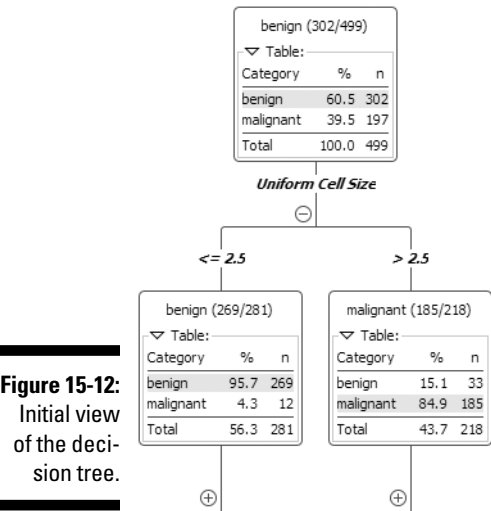 benign (302/499)
▽ Table:
Category % n
benign 60.5 302
malignant 39.5 197
Total 100.0 499
Uniform Cell Size
<= 2.5
> 2.5
benign (269/281)
▽ Table:
Category % n
benign 95.7 269
malignant 4.3 12
Total 56.3 281
malignant (185/218)
▽ Table:
Category % n
benign 15.1 33
malignant 84.9 185
Total 43.7 218
Figure 15-12:
Initial view
of the deci-
sion tree.